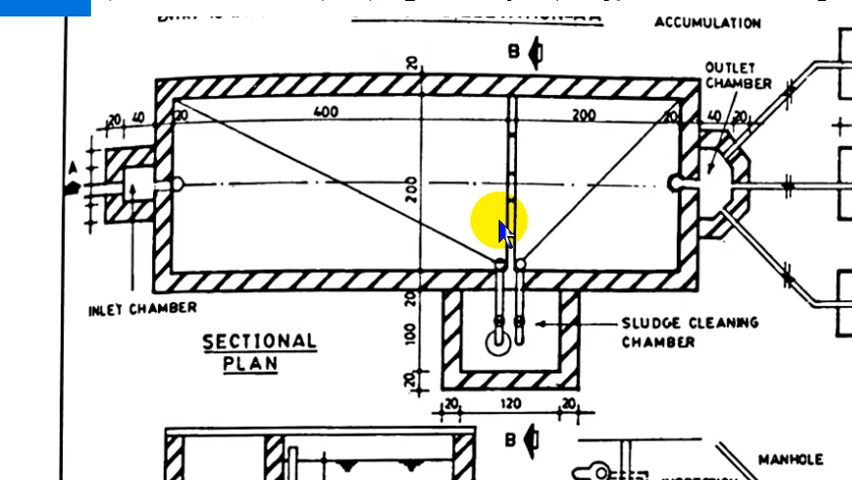 ACCUMULATION
B
OUTLET
CHAMBER
20
20 40
20
400
200
20 40 20
A
200
INLET CHAMBER
20
SECTIONAL
PLAN
100
SLUDGE CLEANING
CHAMBER
20
20 120 20
B
MANHOLE